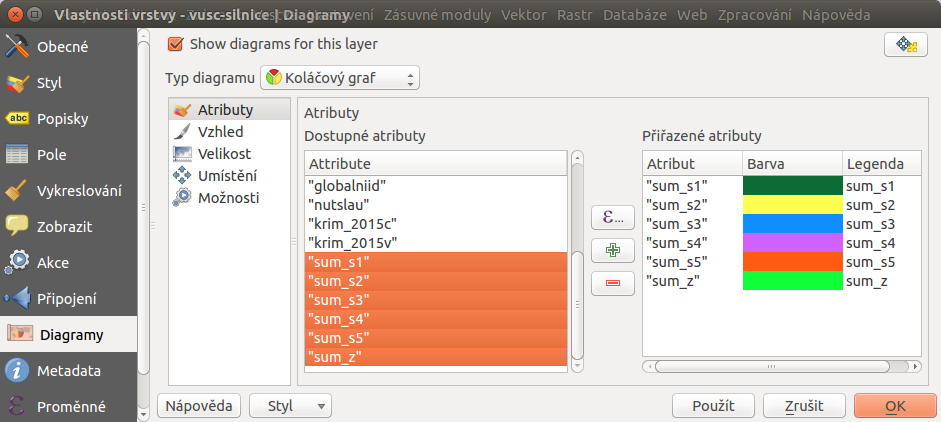 Vlastnosti vrstvy - vusc-silnice | Diagramy
Nastavení Zásuvné moduly Vektor Rastr Databáze Web Zpracování Nápověda
Obecné
Styl
abc Popisky
Pole
Vykreslování
Zobrazit
Akce
Připojení
Diagramy
Metadata
ε Proměnné
Show diagrams for this layer
Typ diagramu Koláčový graf
Atributy
Vzhled
Velikost
Umístění
Možnosti
Atributy
Dostupné atributy
Attribute
"globalniid"
"nutslau"
"krim_2015c"
"krim_2015v"
"sum_s1"
"sum_s2"
"sum_s3"
"sum_s4"
"sum_s5"
"sum_z"
ε...
Přiřazené atributy
Atribut Barva Legenda
"sum_s1" sum_s1
"sum_s2" sum_s2
"sum_s3" sum_s3
"sum_s4" sum_s4
"sum_s5" sum_s5
"sum_z" sum_z
Nápověda Styl Použít Zrušit OK